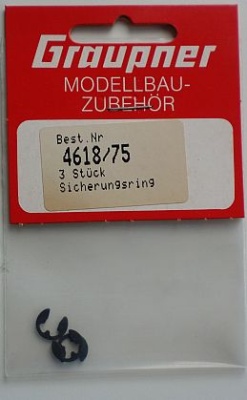 Graupner
MODELLBAU-
ZUBEHÖR
Best.Nr
4618/75
3 Stück
Sicherungsring